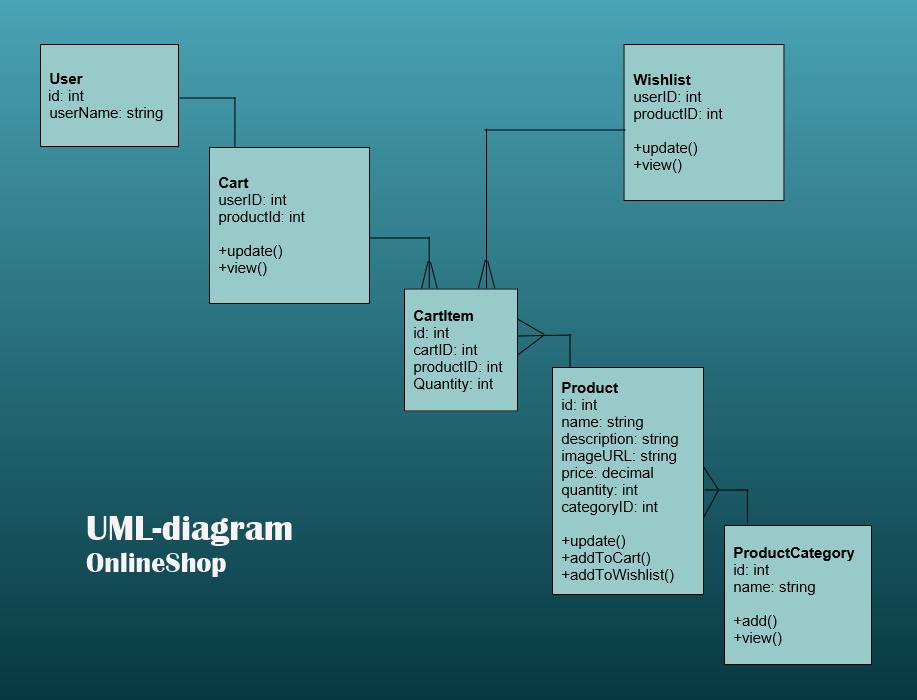 User
id: int
userName: string
Wishlist
userID: int
productID: int
+update()
+view()
Cart
userID: int
productId: int
+update()
+view()
CartItem
id: int
cartID: int
productID: int
Quantity: int
Product
id: int
name: string
description: string
imageURL: string
price: decimal
quantity: int
categoryID: int
+update()
+addToCart()
+addToWishlist()
ProductCategory
id: int
name: string
+add()
+view()
UML-diagram
OnlineShop